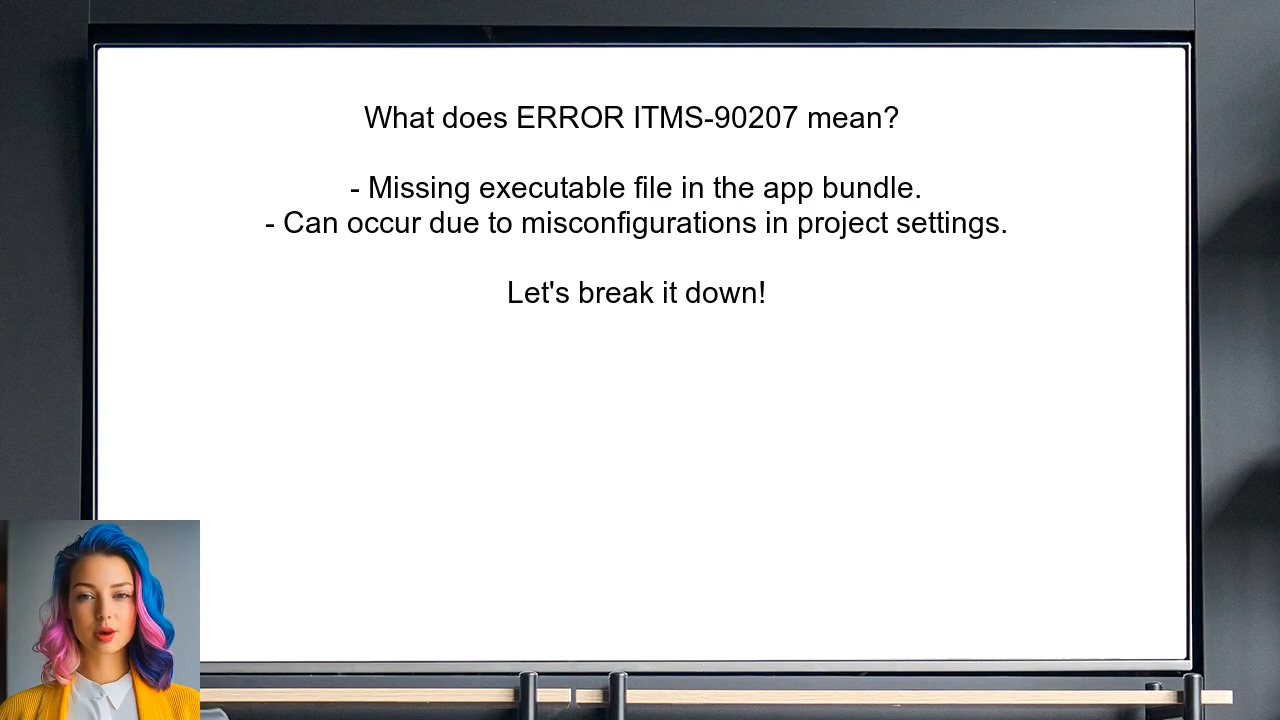 What does ERROR ITMS-90207 mean?
- Missing executable file in the app bundle.
- Can occur due to misconfigurations in project settings.
Let's break it down!